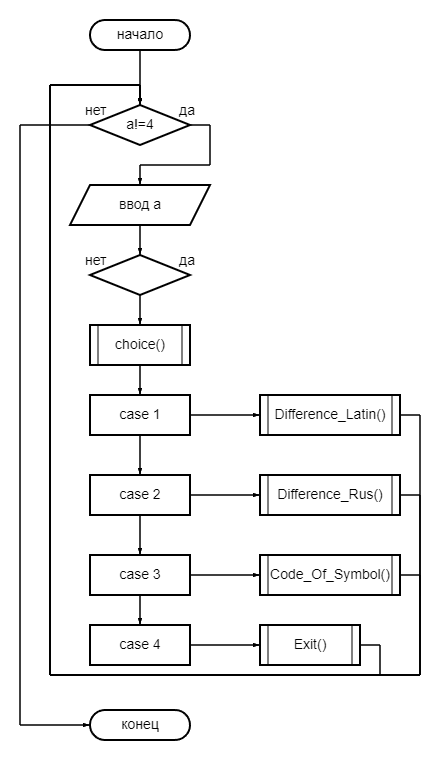 начало
нет
да
a!=4
ввод a
нет
да
choice()
case 1
Difference_Latin()
case 2
Difference_Rus()
case 3
Code_Of_Symbol()
case 4
Exit()
конец